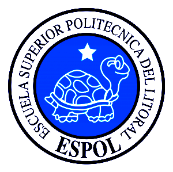 ESCUELA SUPERIOR POLITECNICA DEL LITORAL
ESPOL